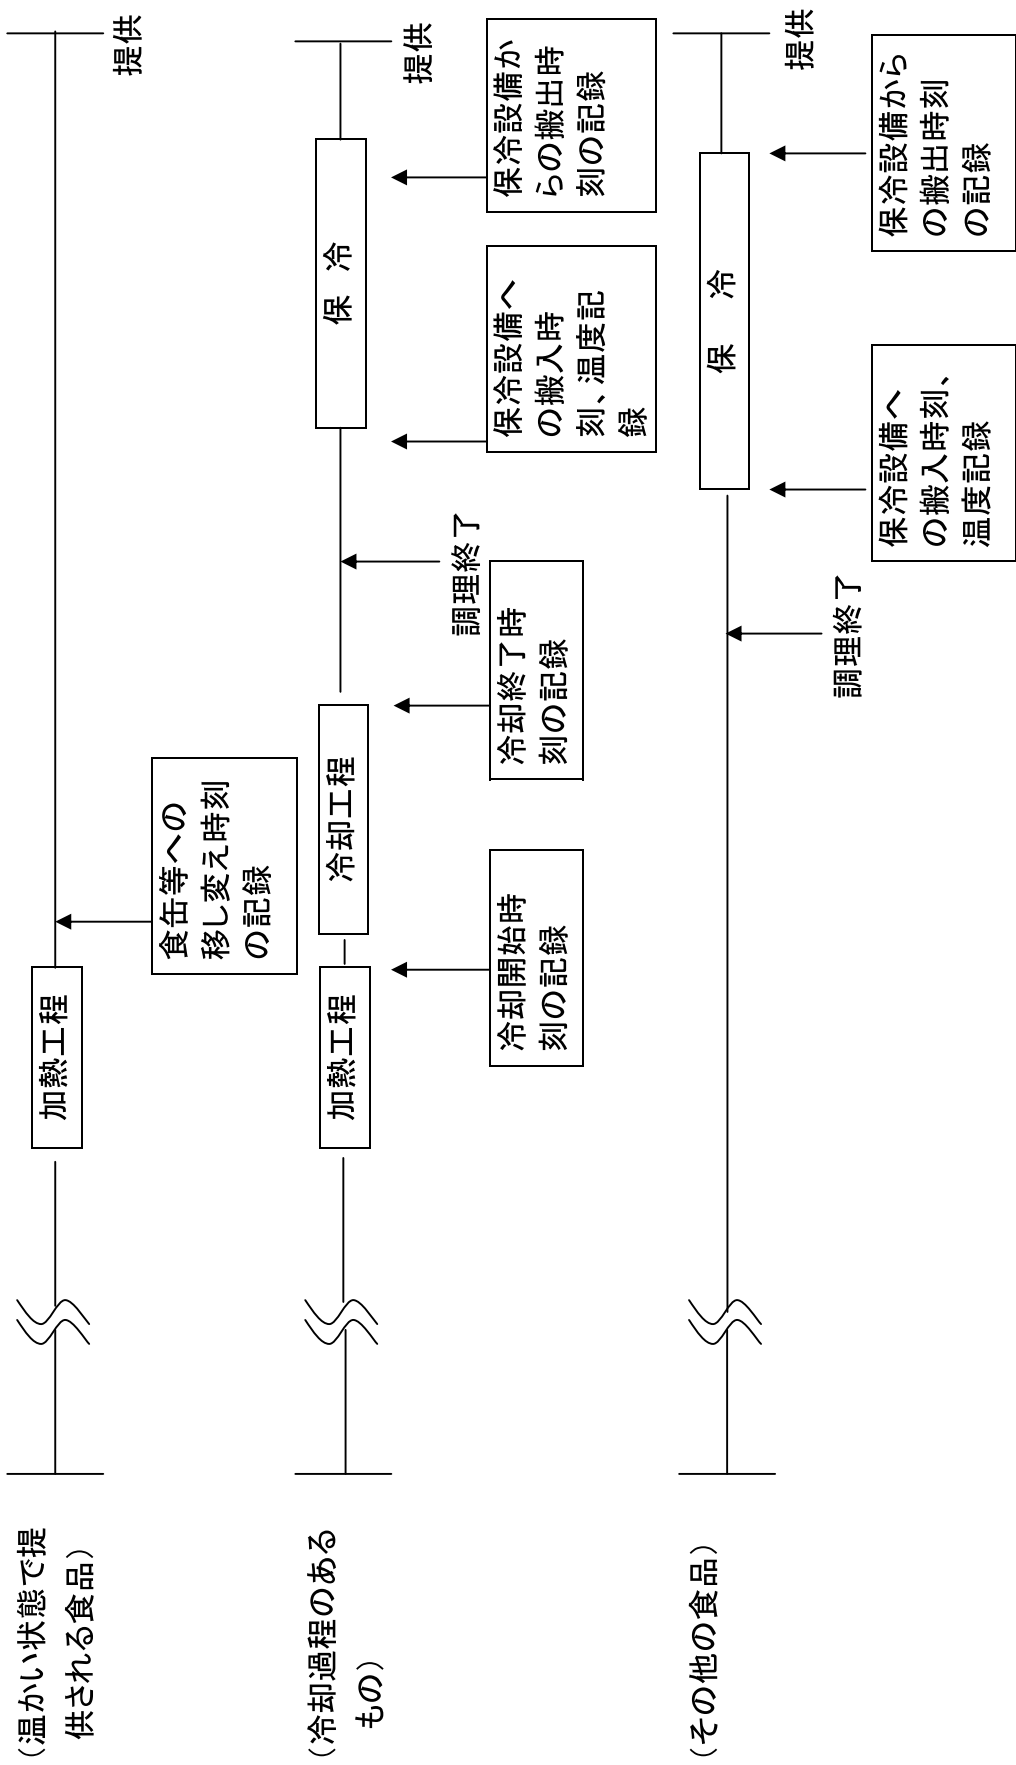 （温かい状態で提
供される食品）
加熱工程
食缶等への
移し変え時刻
の記録
提供
（冷却過程のある
もの）
加熱工程
冷却開始時
刻の記録
冷却工程
冷却終了時
刻の記録
調理終了
保冷設備へ
の搬入時
刻、温度記
録
保　冷
保冷設備か
らの搬出時
刻の記録
提供
（その他の食品）
調理終了
保冷設備へ
の搬入時刻、
温度記録
保　冷
保冷設備から
の搬出時刻
の記録
提供